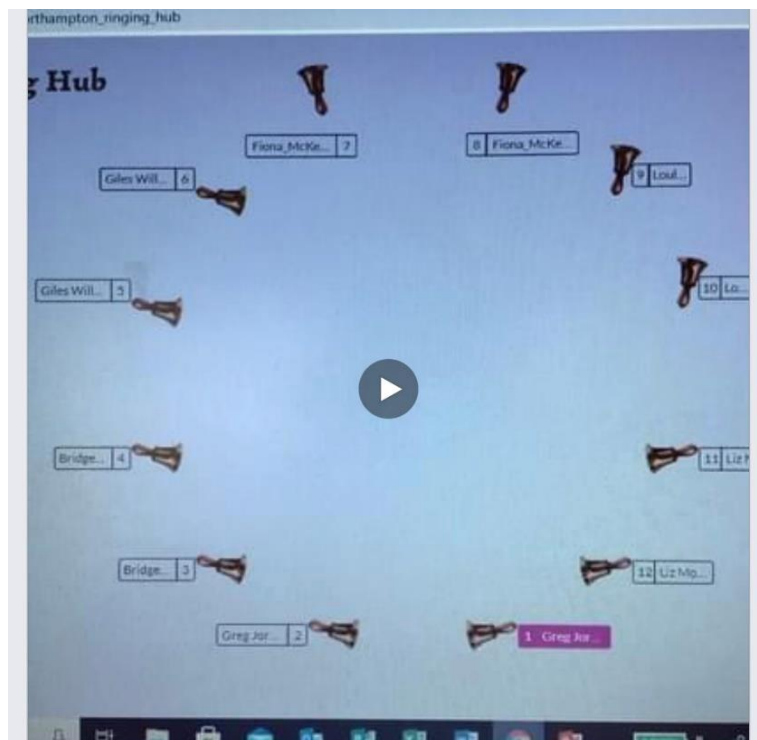 orthampton_ringing_hub
g Hub
Fiona_McKe... 7
8 Fiona_McKe...
Giles Will... 6
9 Loul...
Giles Will... 5
10 Lo...
Bridge... 4
11 Liz
Bridge... 3
12 Liz Mo...
Greg Jor... 2
1 Greg Jor...